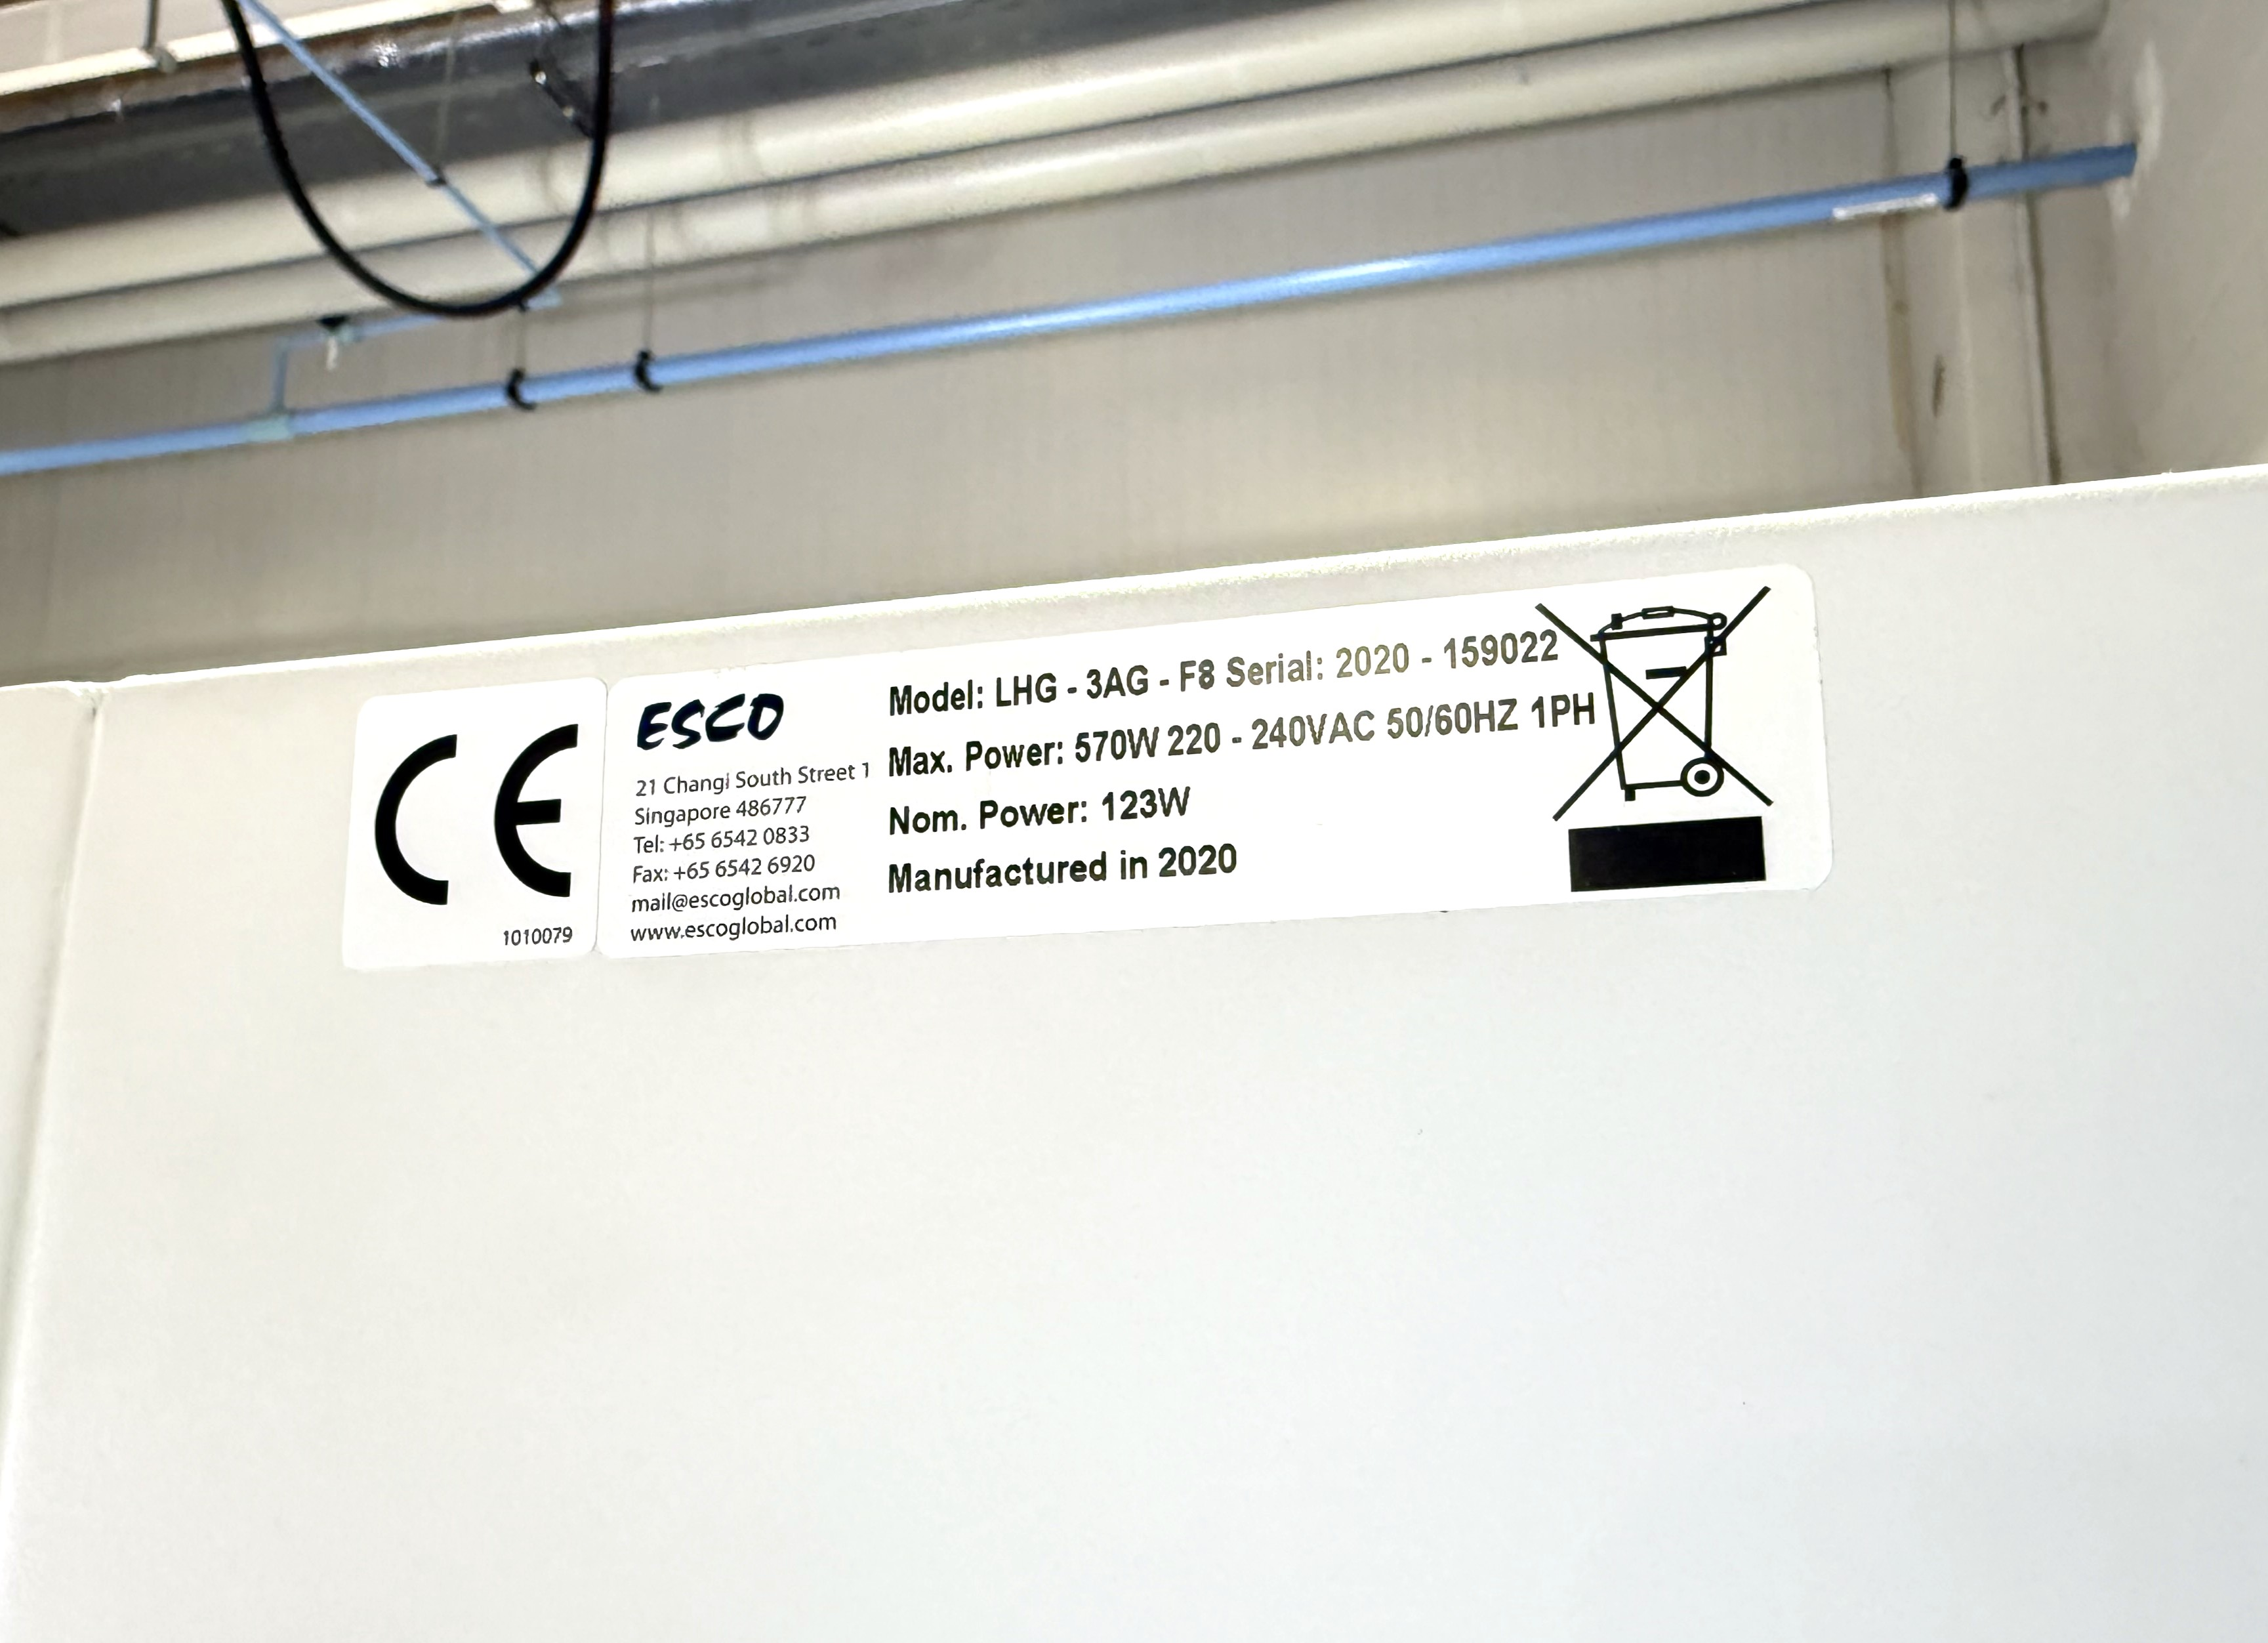 CE
1010079
ESCO
21 Changi South Street 1
Singapore 486777
Tel: +65 6542 0833
Fax: +65 6542 6920
mail@escoglobal.com
www.escoglobal.com
Model: LHG - 3AG - F8 Serial: 2020 - 159022
Max. Power: 570W 220 - 240VAC 50/60HZ 1PH
Nom. Power: 123W
Manufactured in 2020